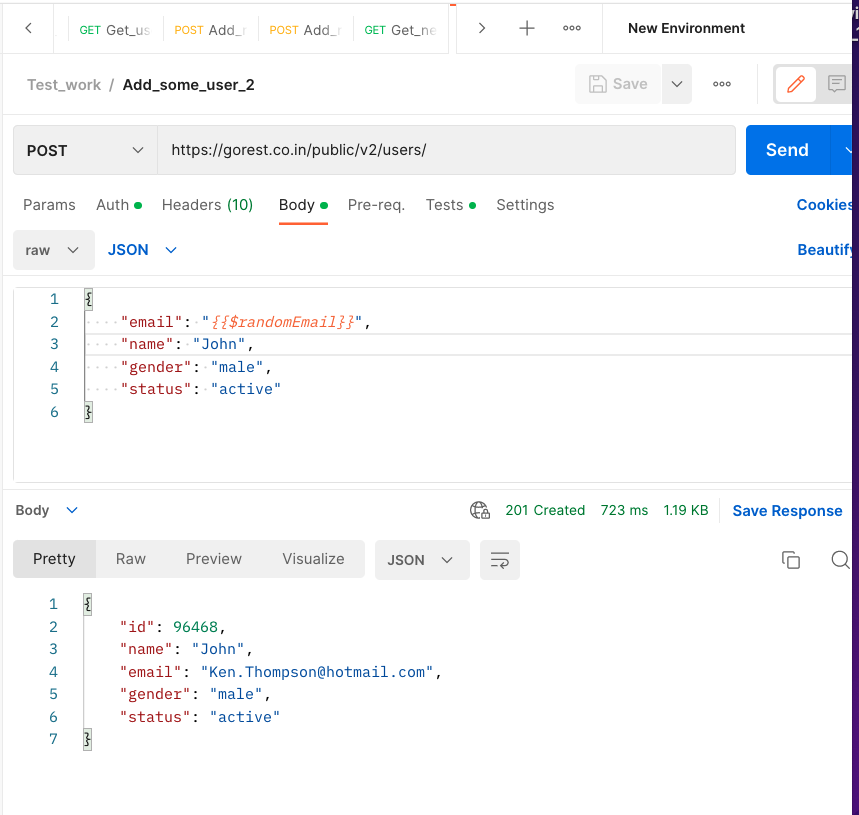 GET Get_us POST Add_r POST Add_r GET Get_ne New Environment
Test_work / Add_some_user_2 Save
POST https://gorest.co.in/public/v2/users/ Send
Params Auth Headers (10) Body Pre-req. Tests Settings Cookies
raw JSON Beautify
1 {
2 "email": "{{$randomEmail}}",
3 "name": "John",
4 "gender": "male",
5 "status": "active"
6 }
Body 201 Created 723 ms 1.19 KB Save Response
Pretty Raw Preview Visualize JSON
1 {
2 "id": 96468,
3 "name": "John",
4 "email": "Ken.Thompson@hotmail.com",
5 "gender": "male",
6 "status": "active"
7 }